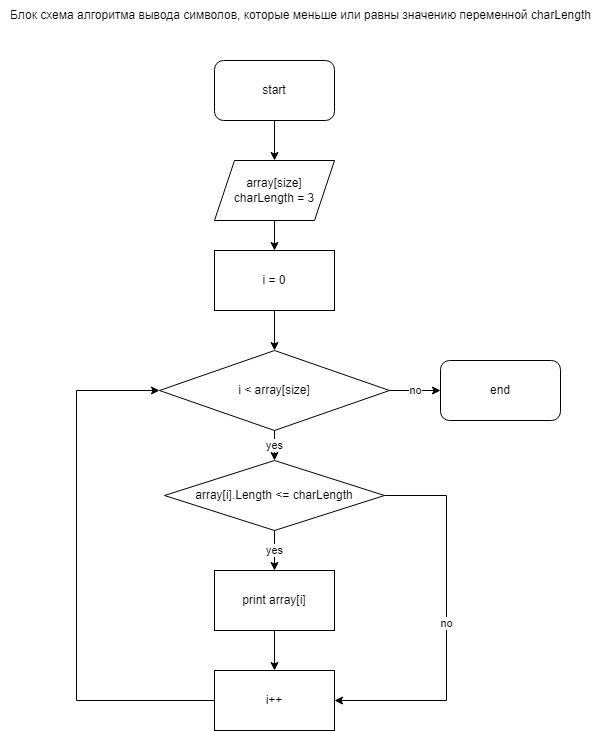 Блок схема алгоритма вывода символов, которые меньше или равны значению переменной charLength
start
array[size]
charLength = 3
i = 0
i < array[size]
no
end
yes
array[i].Length <= charLength
yes
print array[i]
no
i++